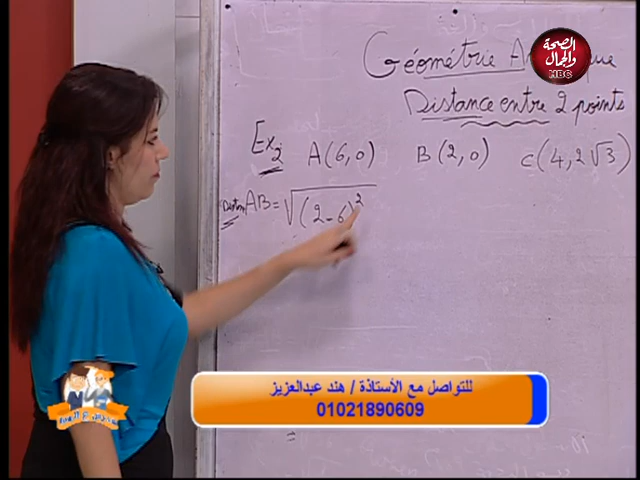 الصحة
والجمال
HBC
Géométrie
Distance entre 2 points
Ex2 A(6,0) B(2,0) C(4,2√3)
AB = √(2-6)²
للتواصل مع الأستاذة / هند عبدالعزيز
01021890609
=